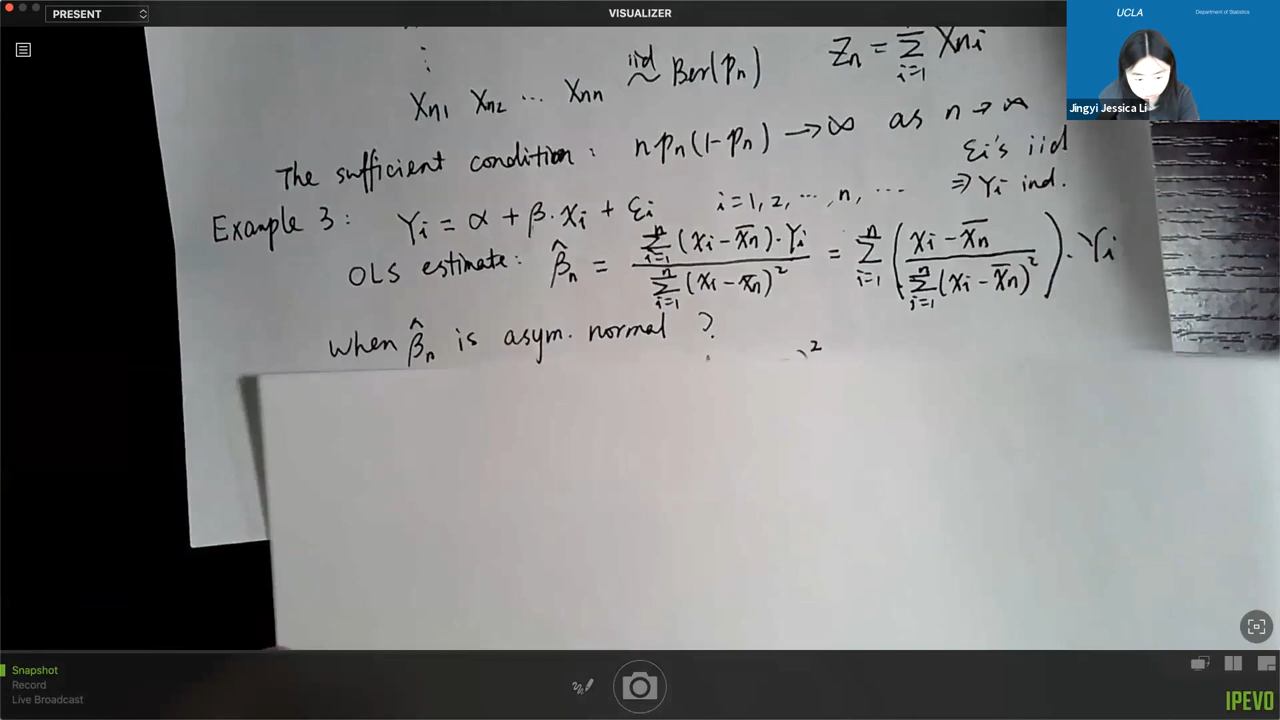 PRESENT
VISUALIZER
UCLA
Department of Statistics
Jingyi Jessica Li
⋮
Xn1 Xn2 ⋯ Xnn iid ~ Ber(pn)
Zn = Σ_{i=1} Xni
The sufficient condition: n pn(1-pn) → ∞ as n → ∞
εi's iid
⇒ Yi ind.
Example 3: Yi = α + β·xi + εi i=1, 2, ⋯, n, ⋯
OLS estimate: β̂n = Σ_{i=1}^{n} (xi - x̄n)·Yi / Σ_{i=1}^{n} (xi - x̄n)² = Σ_{i=1}^{n} ( (xi - x̄n) / Σ_{i=1}^{n} (xi - x̄n)² ) · Yi
When β̂n is asym. normal ?
Snapshot
Record
Live Broadcast
IPEVO